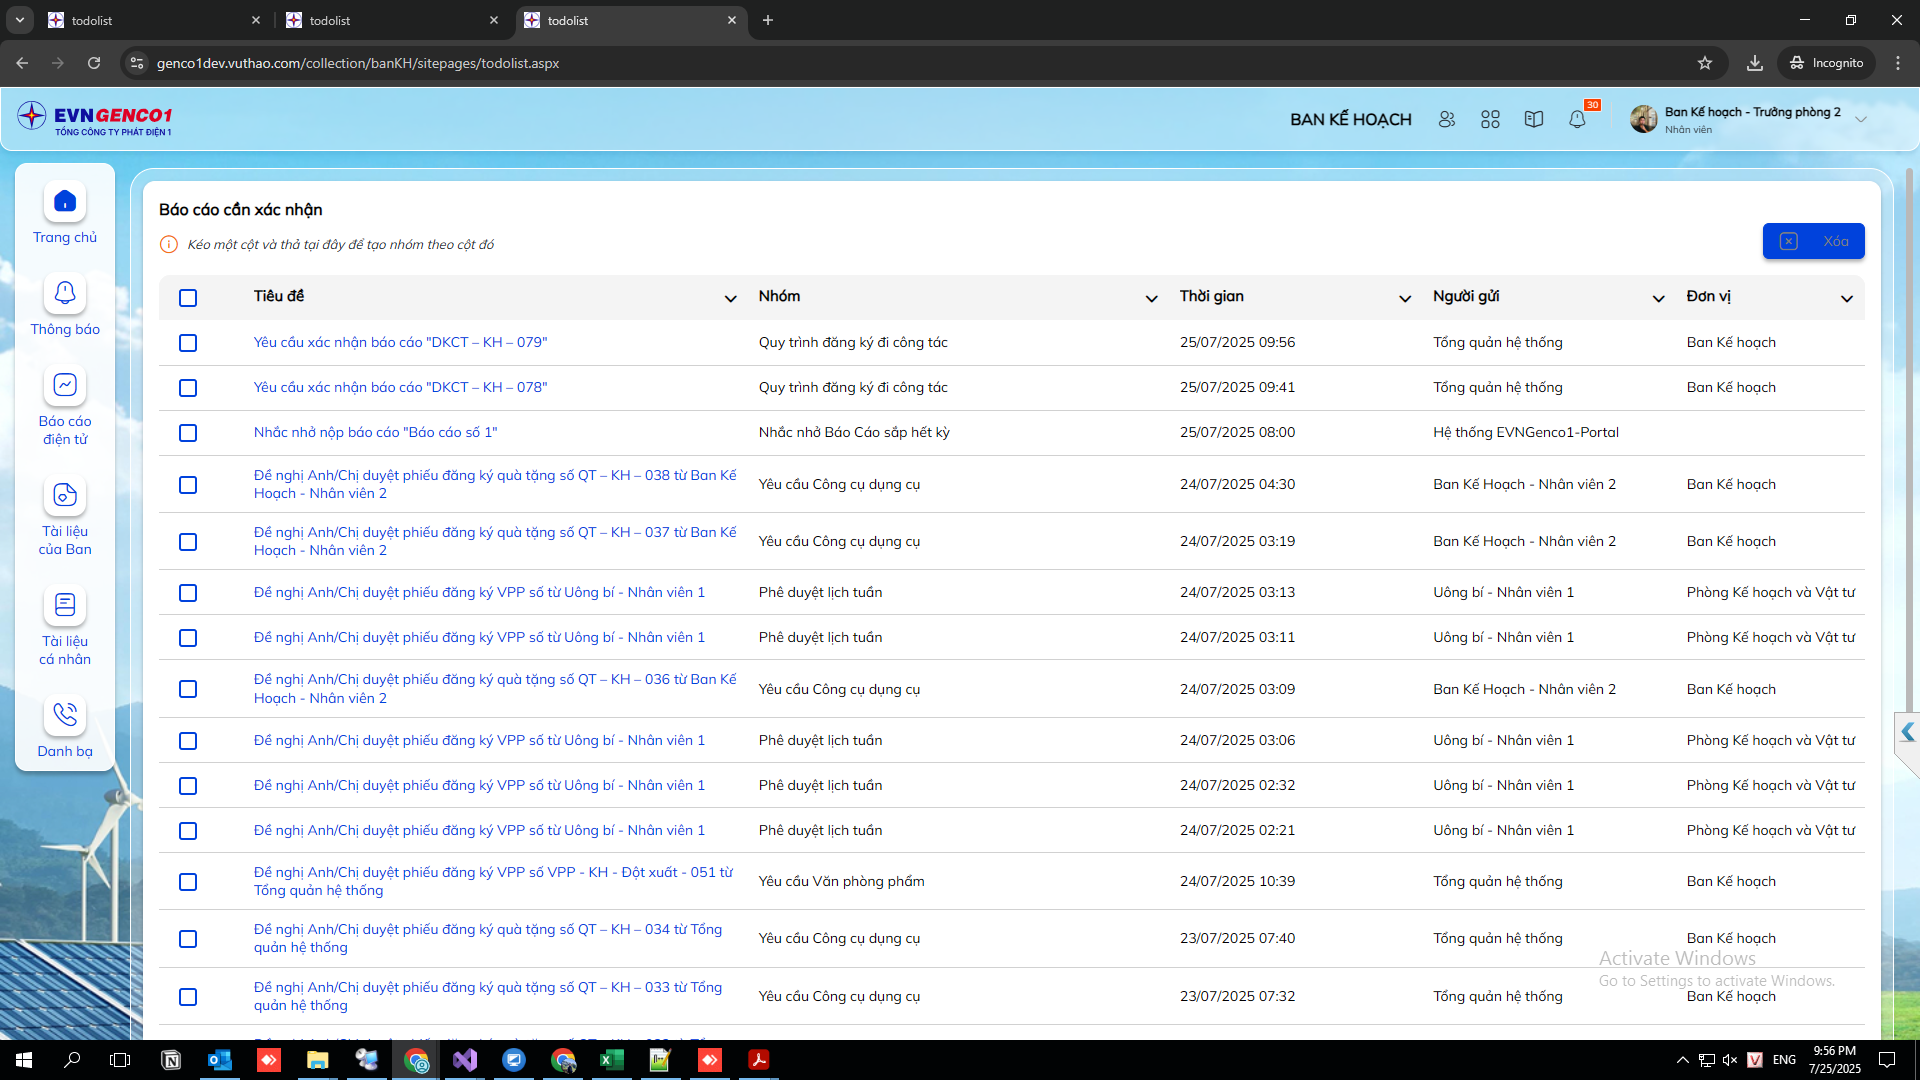 todolist
todolist
todolist
genco1dev.vuthao.com/collection/banKH/sitepages/todolist.aspx
Incognito
EVNGENCO1
TỔNG CÔNG TY PHÁT ĐIỆN 1
BAN KẾ HOẠCH
30
Ban Kế hoạch - Trưởng phòng 2
Nhân viên
Trang chủ
Thông báo
Báo cáo
điện tử
Tài liệu
của Ban
Tài liệu
cá nhân
Danh bạ
Báo cáo cần xác nhận
Kéo một cột và thả tại đây để tạo nhóm theo cột đó
Xóa
Tiêu đề Nhóm Thời gian Người gửi Đơn vị
Yêu cầu xác nhận báo cáo "DKCT – KH – 079" Quy trình đăng ký đi công tác 25/07/2025 09:56 Tổng quản hệ thống Ban Kế hoạch
Yêu cầu xác nhận báo cáo "DKCT – KH – 078" Quy trình đăng ký đi công tác 25/07/2025 09:41 Tổng quản hệ thống Ban Kế hoạch
Nhắc nhở nộp báo cáo "Báo cáo số 1" Nhắc nhở Báo Cáo sắp hết kỳ 25/07/2025 08:00 Hệ thống EVNGenco1-Portal
Đề nghị Anh/Chị duyệt phiếu đăng ký quà tặng số QT – KH – 038 từ Ban Kế
Hoạch - Nhân viên 2 Yêu cầu Công cụ dụng cụ 24/07/2025 04:30 Ban Kế Hoạch - Nhân viên 2 Ban Kế hoạch
Đề nghị Anh/Chị duyệt phiếu đăng ký quà tặng số QT – KH – 037 từ Ban Kế
Hoạch - Nhân viên 2 Yêu cầu Công cụ dụng cụ 24/07/2025 03:19 Ban Kế Hoạch - Nhân viên 2 Ban Kế hoạch
Đề nghị Anh/Chị duyệt phiếu đăng ký VPP số từ Uông bí - Nhân viên 1 Phê duyệt lịch tuần 24/07/2025 03:13 Uông bí - Nhân viên 1 Phòng Kế hoạch và Vật tư
Đề nghị Anh/Chị duyệt phiếu đăng ký VPP số từ Uông bí - Nhân viên 1 Phê duyệt lịch tuần 24/07/2025 03:11 Uông bí - Nhân viên 1 Phòng Kế hoạch và Vật tư
Đề nghị Anh/Chị duyệt phiếu đăng ký quà tặng số QT – KH – 036 từ Ban Kế
Hoạch - Nhân viên 2 Yêu cầu Công cụ dụng cụ 24/07/2025 03:09 Ban Kế Hoạch - Nhân viên 2 Ban Kế hoạch
Đề nghị Anh/Chị duyệt phiếu đăng ký VPP số từ Uông bí - Nhân viên 1 Phê duyệt lịch tuần 24/07/2025 03:06 Uông bí - Nhân viên 1 Phòng Kế hoạch và Vật tư
Đề nghị Anh/Chị duyệt phiếu đăng ký VPP số từ Uông bí - Nhân viên 1 Phê duyệt lịch tuần 24/07/2025 02:32 Uông bí - Nhân viên 1 Phòng Kế hoạch và Vật tư
Đề nghị Anh/Chị duyệt phiếu đăng ký VPP số từ Uông bí - Nhân viên 1 Phê duyệt lịch tuần 24/07/2025 02:21 Uông bí - Nhân viên 1 Phòng Kế hoạch và Vật tư
Đề nghị Anh/Chị duyệt phiếu đăng ký VPP số VPP - KH - Đột xuất - 051 từ
Tổng quản hệ thống Yêu cầu Văn phòng phẩm 24/07/2025 10:39 Tổng quản hệ thống Ban Kế hoạch
Đề nghị Anh/Chị duyệt phiếu đăng ký quà tặng số QT – KH – 034 từ Tổng
quản hệ thống Yêu cầu Công cụ dụng cụ 23/07/2025 07:40 Tổng quản hệ thống Ban Kế hoạch
Đề nghị Anh/Chị duyệt phiếu đăng ký quà tặng số QT – KH – 033 từ Tổng
quản hệ thống Yêu cầu Công cụ dụng cụ 23/07/2025 07:32 Tổng quản hệ thống Ban Kế hoạch
Activate Windows
Go to Settings to activate Windows.
ENG
9:56 PM
7/25/2025